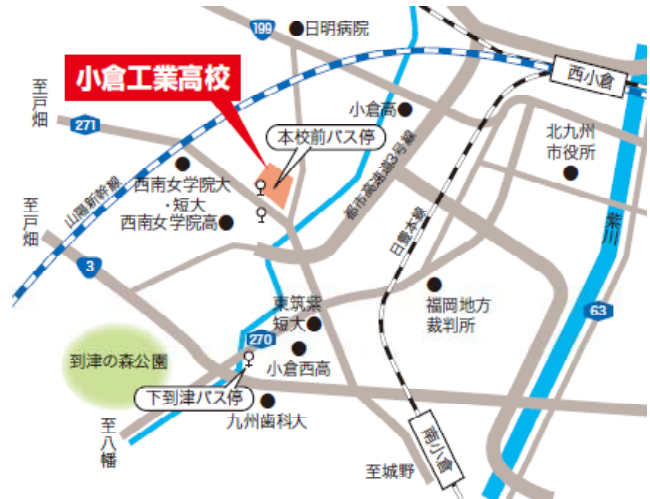 199
日明病院
小倉工業高校
西小倉
至戸畑
271
小倉高
本校前バス停
北九州
市役所
都市高速道3号線
西南女学院大
・短大
西南女学院高
山陽新幹線
日豊本線
紫川
至戸畑
3
63
福岡地方
裁判所
東筑紫
短大
270
小倉西高
到津の森公園
下到津バス停
九州歯科大
至八幡
南小倉
至城野